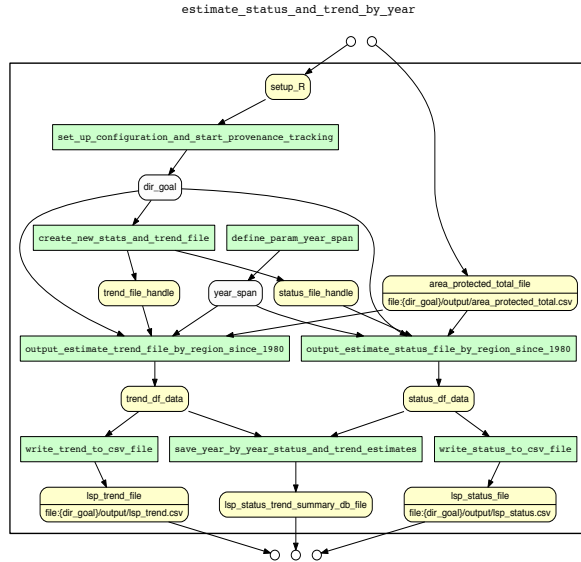 estimate_status_and_trend_by_year
setup_R
set_up_configuration_and_start_provenance_tracking
dir_goal
create_new_stats_and_trend_file
define_param_year_span
trend_file_handle
year_span
status_file_handle
area_protected_total_file
file:{dir_goal}/output/area_protected_total.csv
output_estimate_trend_file_by_region_since_1980
output_estimate_status_file_by_region_since_1980
trend_df_data
status_df_data
write_trend_to_csv_file
save_year_by_year_status_and_trend_estimates
write_status_to_csv_file
lsp_trend_file
file:{dir_goal}/output/lsp_trend.csv
lsp_status_trend_summary_db_file
lsp_status_file
file:{dir_goal}/output/lsp_status.csv